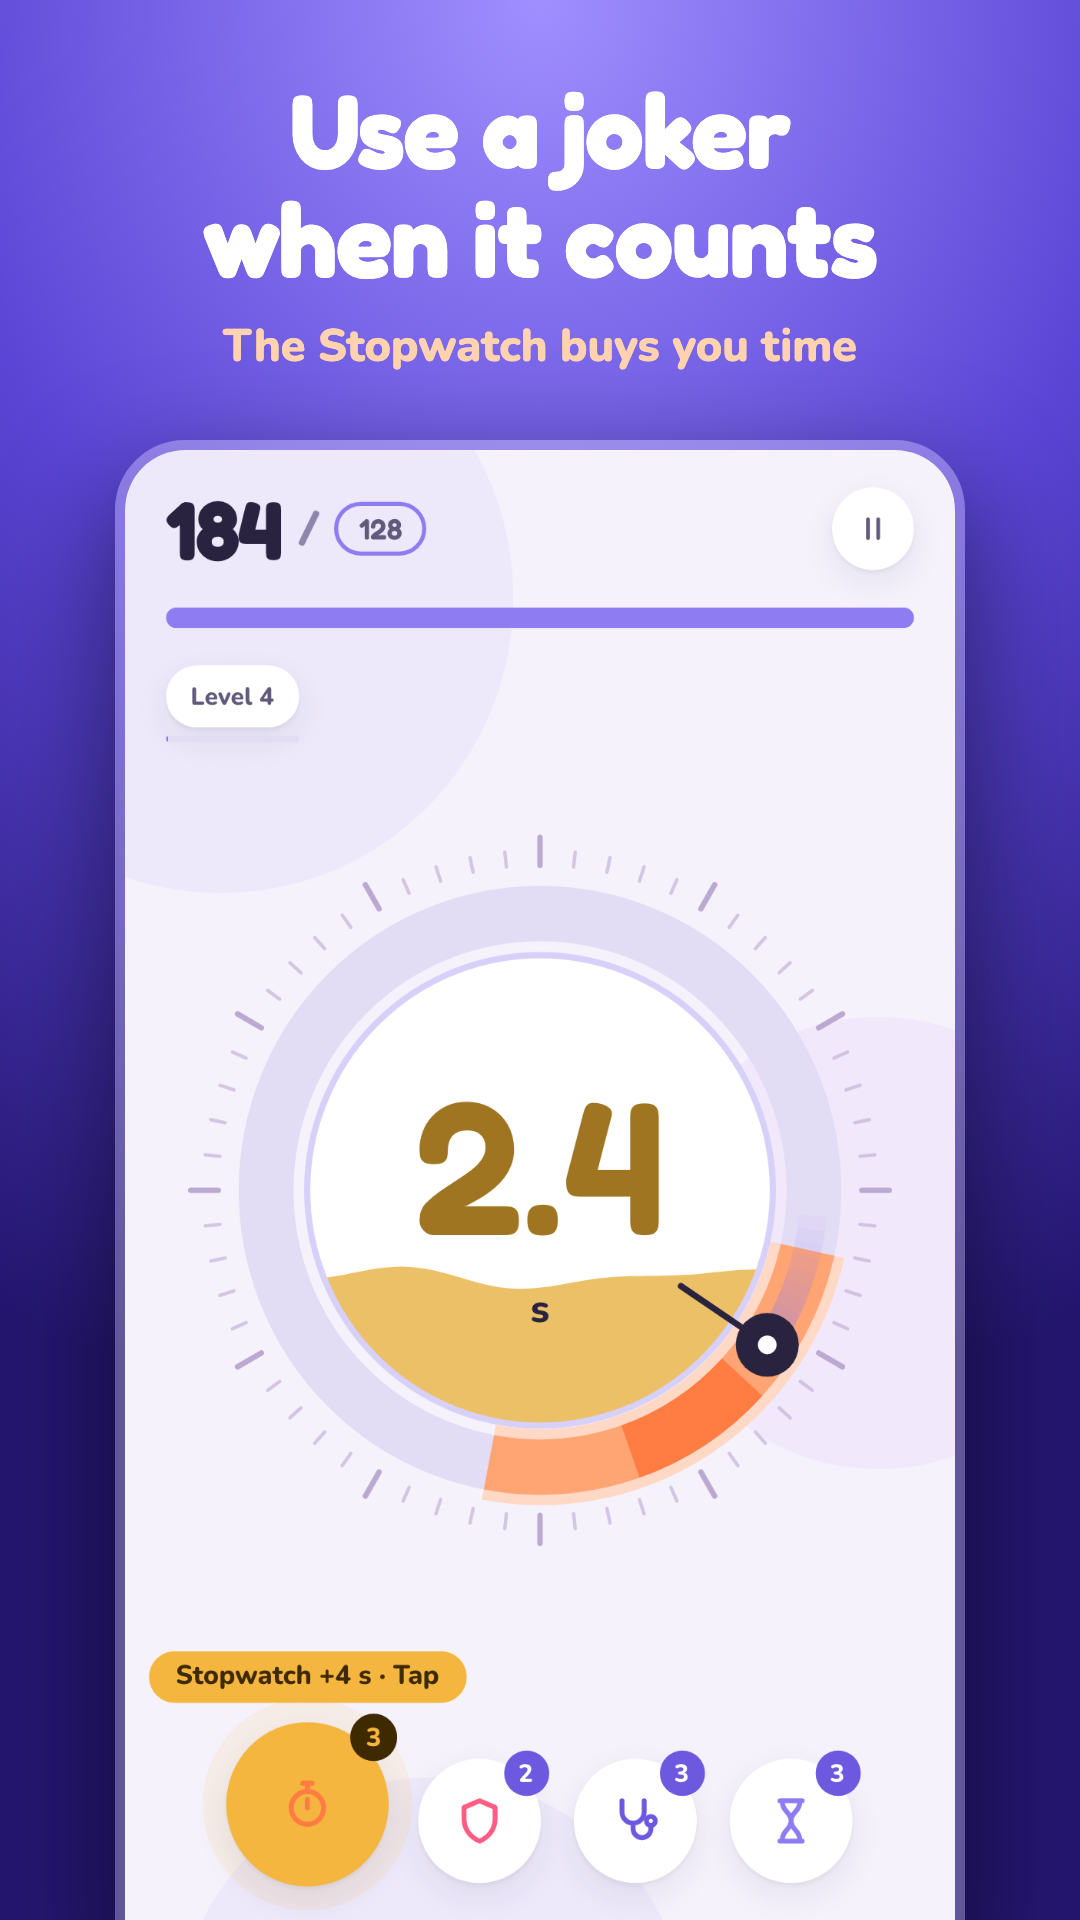 Use a joker
when it counts
The Stopwatch buys you time
184 / 128
Level 4
2.4
s
Stopwatch +4 s · Tap
3
2
3
3